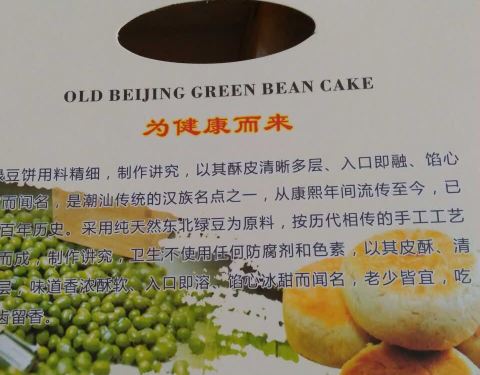 OLD BEIJING GREEN BEAN CAKE
为健康而来
豆饼用料精细，制作讲究，以其酥皮清晰多层、入口即融、馅心
而闻名，是潮汕传统的汉族名点之一，从康熙年间流传至今，已
百年历史。采用纯天然东北绿豆为原料，按历代相传的手工工艺
而成，制作讲究，卫生不使用任何防腐剂和色素，以其皮酥、清
层，味道香浓酥软、入口即溶、馅心冰甜而闻名，老少皆宜，吃
齿留香。